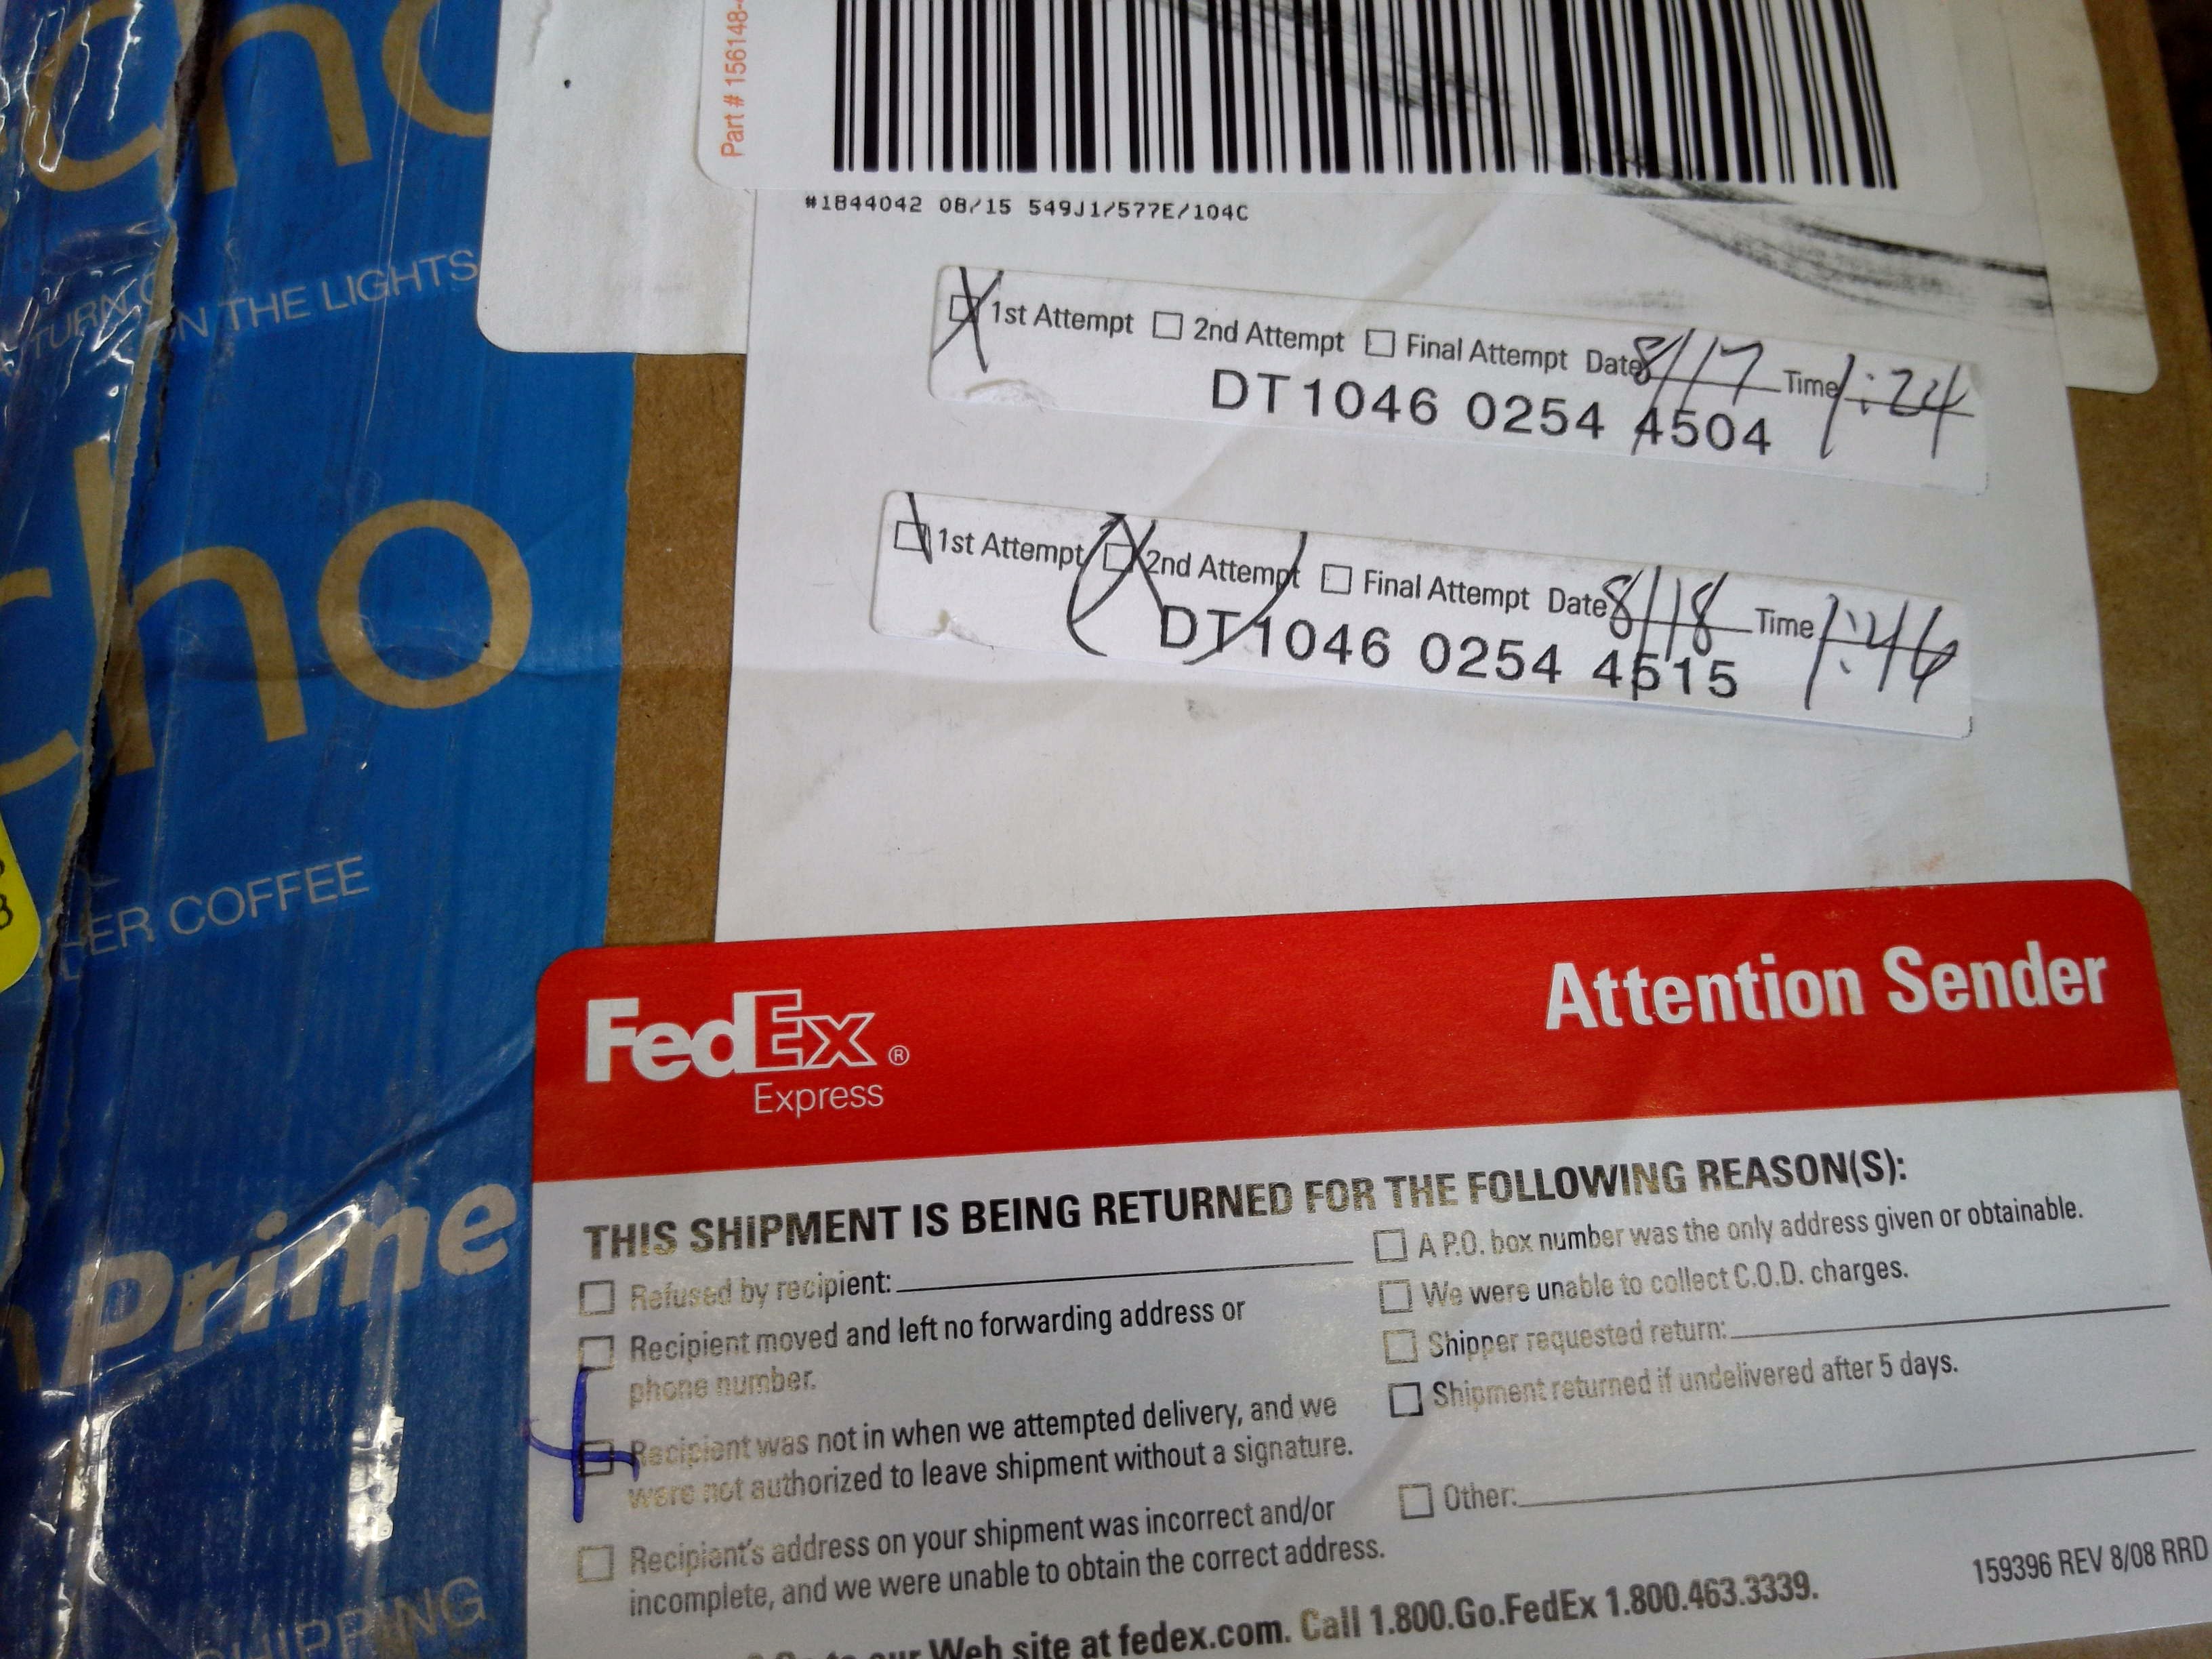 cho
Part # 156148-
#1844042 08/15 549J1/577E/104C
TURN ON THE LIGHTS
1st Attempt 2nd Attempt Final Attempt Date 8/17 Time 1:24
DT1046 0254 4504
cho
1st Attempt 2nd Attempt Final Attempt Date 8/18 Time 1:46
DT1046 0254 4515
COFFEE
FedEx®
Express
Attention Sender
Prime
SHIPPING
THIS SHIPMENT IS BEING RETURNED FOR THE FOLLOWING REASON(S):
Refused by recipient:
Recipient moved and left no forwarding address or
phone number.
Recipient was not in when we attempted delivery, and we
were not authorized to leave shipment without a signature.
Recipient's address on your shipment was incorrect and/or
incomplete, and we were unable to obtain the correct address.
A P.O. box number was the only address given or obtainable.
We were unable to collect C.O.D. charges.
Shipper requested return:
Shipment returned if undelivered after 5 days.
Other:
159396 REV 8/08 RRD
our Web site at fedex.com. Call 1.800.Go.FedEx 1.800.463.3339.